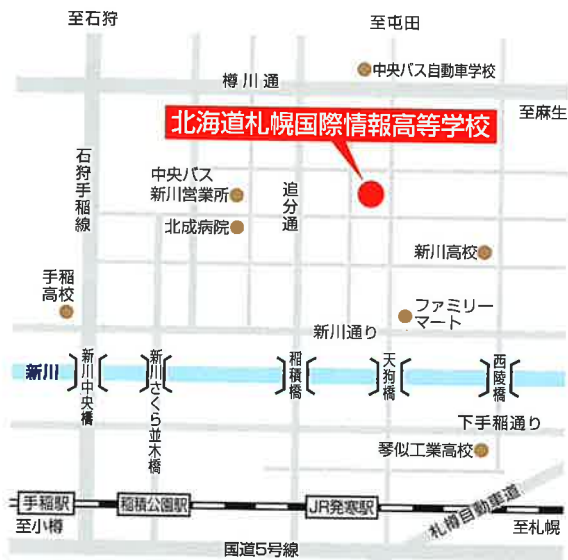 至石狩
至屯田
中央バス自動車学校
樽川通
至麻生
北海道札幌国際情報高等学校
石狩手稲線
中央バス
新川営業所
追分通
北成病院
新川高校
手稲
高校
ファミリー
マート
新川通り
新川
新川中央橋
新川さくら並木橋
稲積橋
天狗橋
西陵橋
下手稲通り
琴似工業高校
手稲駅
稲積公園駅
JR発寒駅
札樽自動車道
至小樽
至札幌
国道5号線